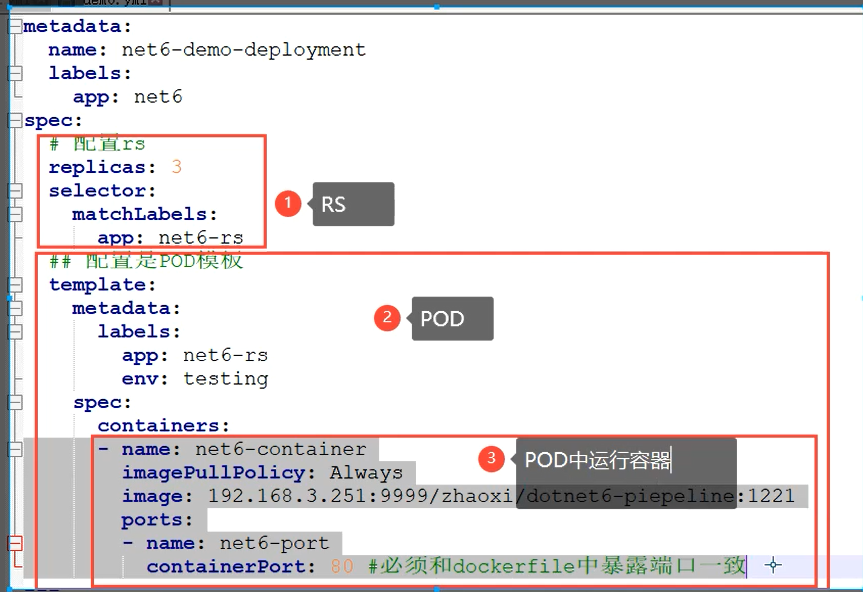 demo.yml
metadata:
name: net6-demo-deployment
labels:
app: net6
spec:
# 配置rs
replicas: 3
selector:
matchLabels:
app: net6-rs
1 RS
## 配置是POD模板
template:
metadata:
labels:
app: net6-rs
env: testing
2 POD
spec:
containers:
- name: net6-container
imagePullPolicy: Always
image: 192.168.3.251:9999/zhaoxi/dotnet6-piepeline:1221
ports:
- name: net6-port
containerPort: 80 #必须和dockerfile中暴露端口一致
3 POD中运行容器